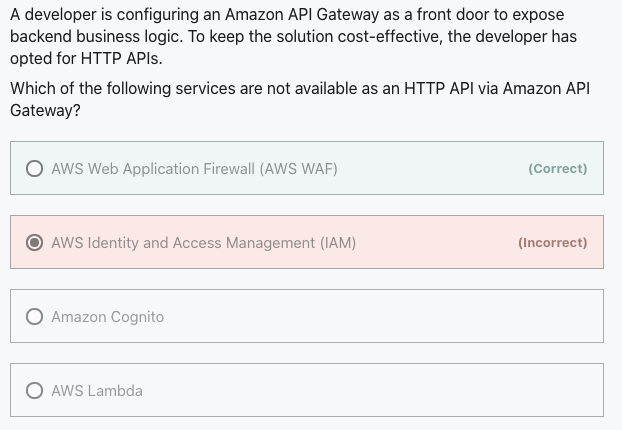 A developer is configuring an Amazon API Gateway as a front door to expose
backend business logic. To keep the solution cost-effective, the developer has
opted for HTTP APIs.
Which of the following services are not available as an HTTP API via Amazon API
Gateway?
AWS Web Application Firewall (AWS WAF) (Correct)
AWS Identity and Access Management (IAM) (Incorrect)
Amazon Cognito
AWS Lambda